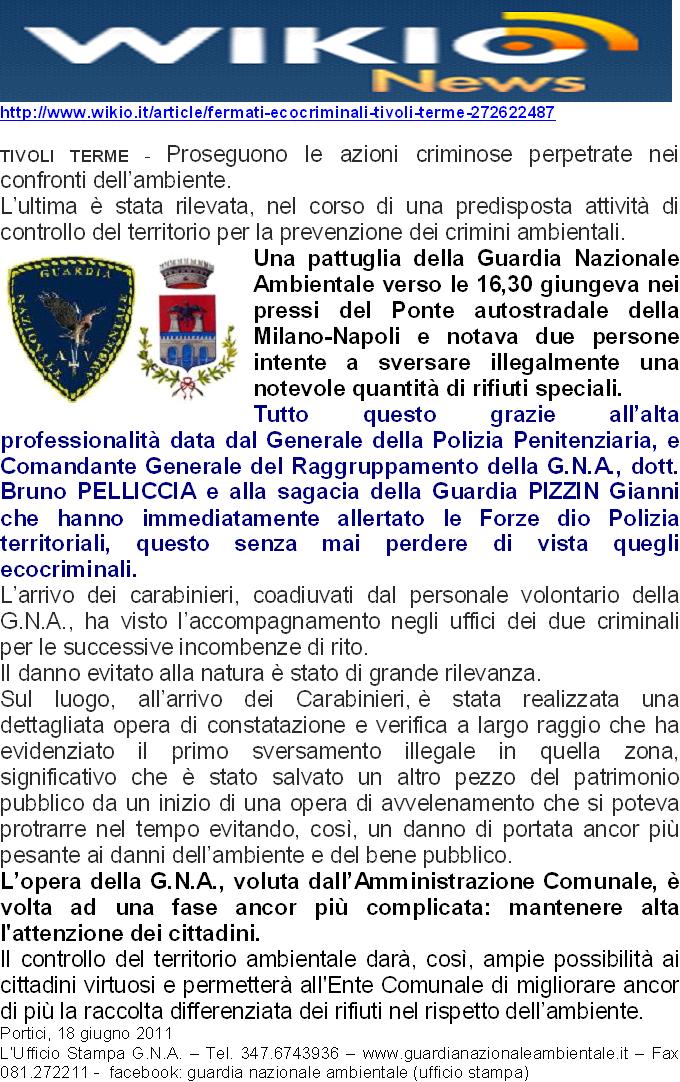 WIKIO
News
http://www.wikio.it/article/fermati-ecocriminali-tivoli-terme-272622487
TIVOLI TERME - Proseguono le azioni criminose perpetrate nei
confronti dell'ambiente.
L'ultima è stata rilevata, nel corso di una predisposta attività di
controllo del territorio per la prevenzione dei crimini ambientali.
GUARDIA
NAZIONALE
AMBIENTALE
A V
Una pattuglia della Guardia Nazionale
Ambientale verso le 16,30 giungeva nei
pressi del Ponte autostradale della
Milano-Napoli e notava due persone
intente a sversare illegalmente una
notevole quantità di rifiuti speciali.
Tutto questo grazie all'alta
professionalità data dal Generale della Polizia Penitenziaria, e
Comandante Generale del Raggruppamento della G.N.A., dott.
Bruno PELLICCIA e alla sagacia della Guardia PIZZIN Gianni
che hanno immediatamente allertato le Forze dio Polizia
territoriali, questo senza mai perdere di vista quegli
ecocriminali.
L'arrivo dei carabinieri, coadiuvati dal personale volontario della
G.N.A., ha visto l'accompagnamento negli uffici dei due criminali
per le successive incombenze di rito.
Il danno evitato alla natura è stato di grande rilevanza.
Sul luogo, all'arrivo dei Carabinieri, è stata realizzata una
dettagliata opera di constatazione e verifica a largo raggio che ha
evidenziato il primo sversamento illegale in quella zona,
significativo che è stato salvato un altro pezzo del patrimonio
pubblico da un inizio di una opera di avvelenamento che si poteva
protrarre nel tempo evitando, così, un danno di portata ancor più
pesante ai danni dell'ambiente e del bene pubblico.
L'opera della G.N.A., voluta dall'Amministrazione Comunale, è
volta ad una fase ancor più complicata: mantenere alta
l'attenzione dei cittadini.
Il controllo del territorio ambientale darà, così, ampie possibilità ai
cittadini virtuosi e permetterà all'Ente Comunale di migliorare ancor
di più la raccolta differenziata dei rifiuti nel rispetto dell'ambiente.
Portici, 18 giugno 2011
L'Ufficio Stampa G.N.A. – Tel. 347.6743936 – www.guardianazionaleambientale.it – Fax
081.272211 - facebook: guardia nazionale ambientale (ufficio stampa)